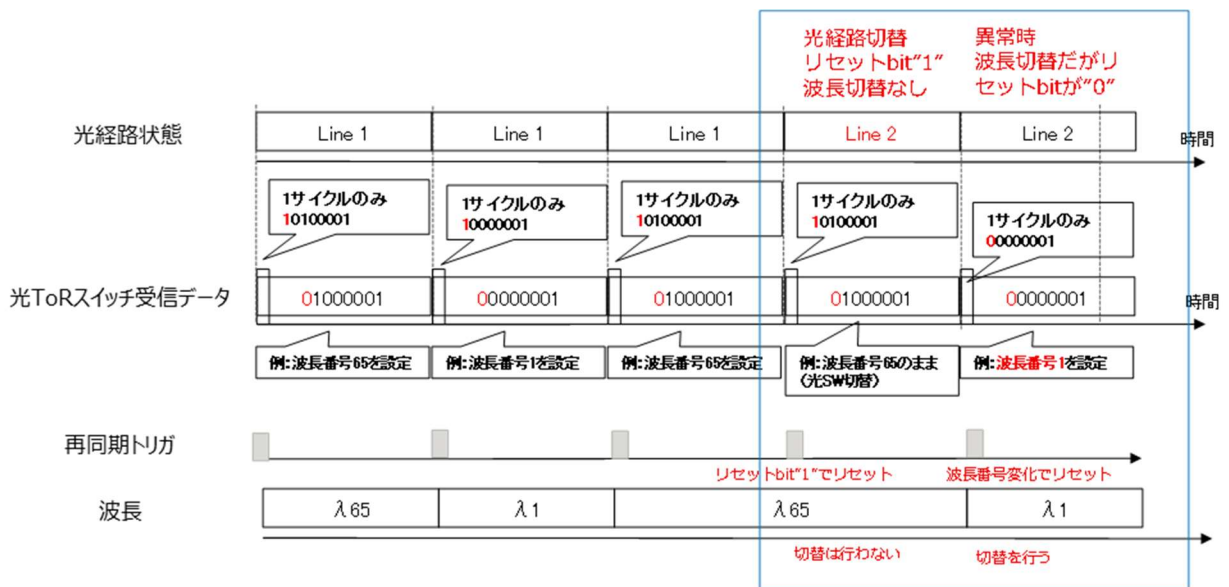 光経路切替
リセットbit"1"
波長切替なし
異常時
波長切替だがリ
セットbitが"0"
光経路状態
Line 1
Line 1
Line 1
Line 2
Line 2
時間
1サイクルのみ
10100001
1サイクルのみ
10000001
1サイクルのみ
10100001
1サイクルのみ
10100001
1サイクルのみ
00000001
光ToRスイッチ受信データ
01000001
00000001
01000001
01000001
00000001
時間
例:波長番号65を設定
例:波長番号1を設定
例:波長番号65を設定
例:波長番号65のまま
(光SW切替)
例:波長番号1を設定
再同期トリガ
リセットbit"1"でリセット
波長番号変化でリセット
波長
λ65
λ1
λ65
λ1
切替は行わない
切替を行う